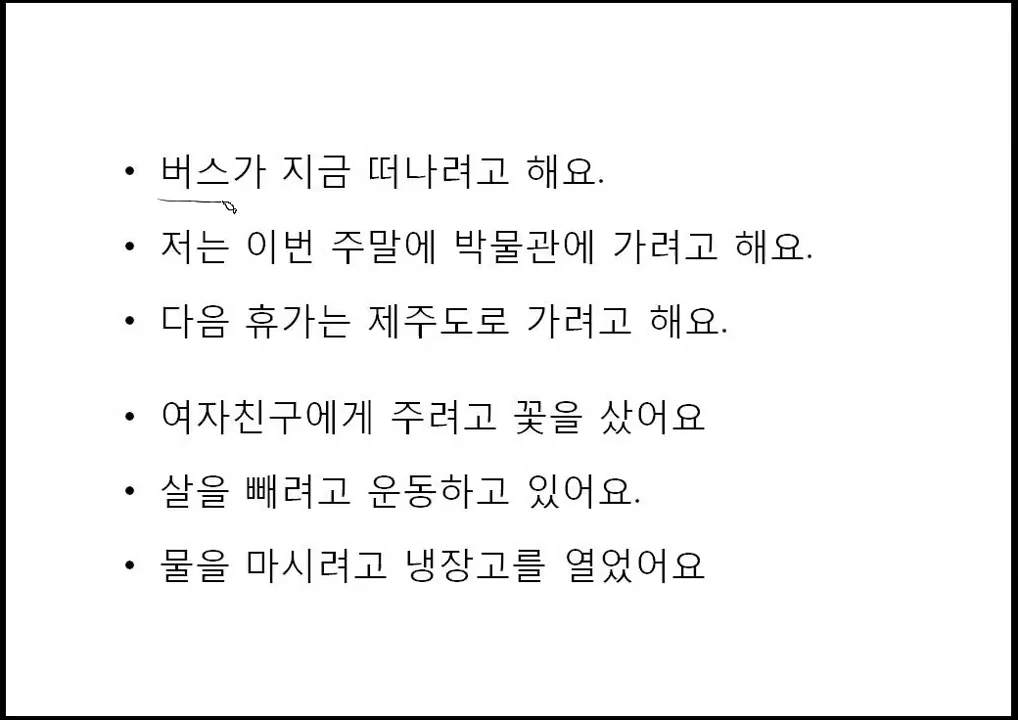 • 버스가 지금 떠나려고 해요.
• 저는 이번 주말에 박물관에 가려고 해요.
• 다음 휴가는 제주도로 가려고 해요.
• 여자친구에게 주려고 꽃을 샀어요
• 살을 빼려고 운동하고 있어요.
• 물을 마시려고 냉장고를 열었어요